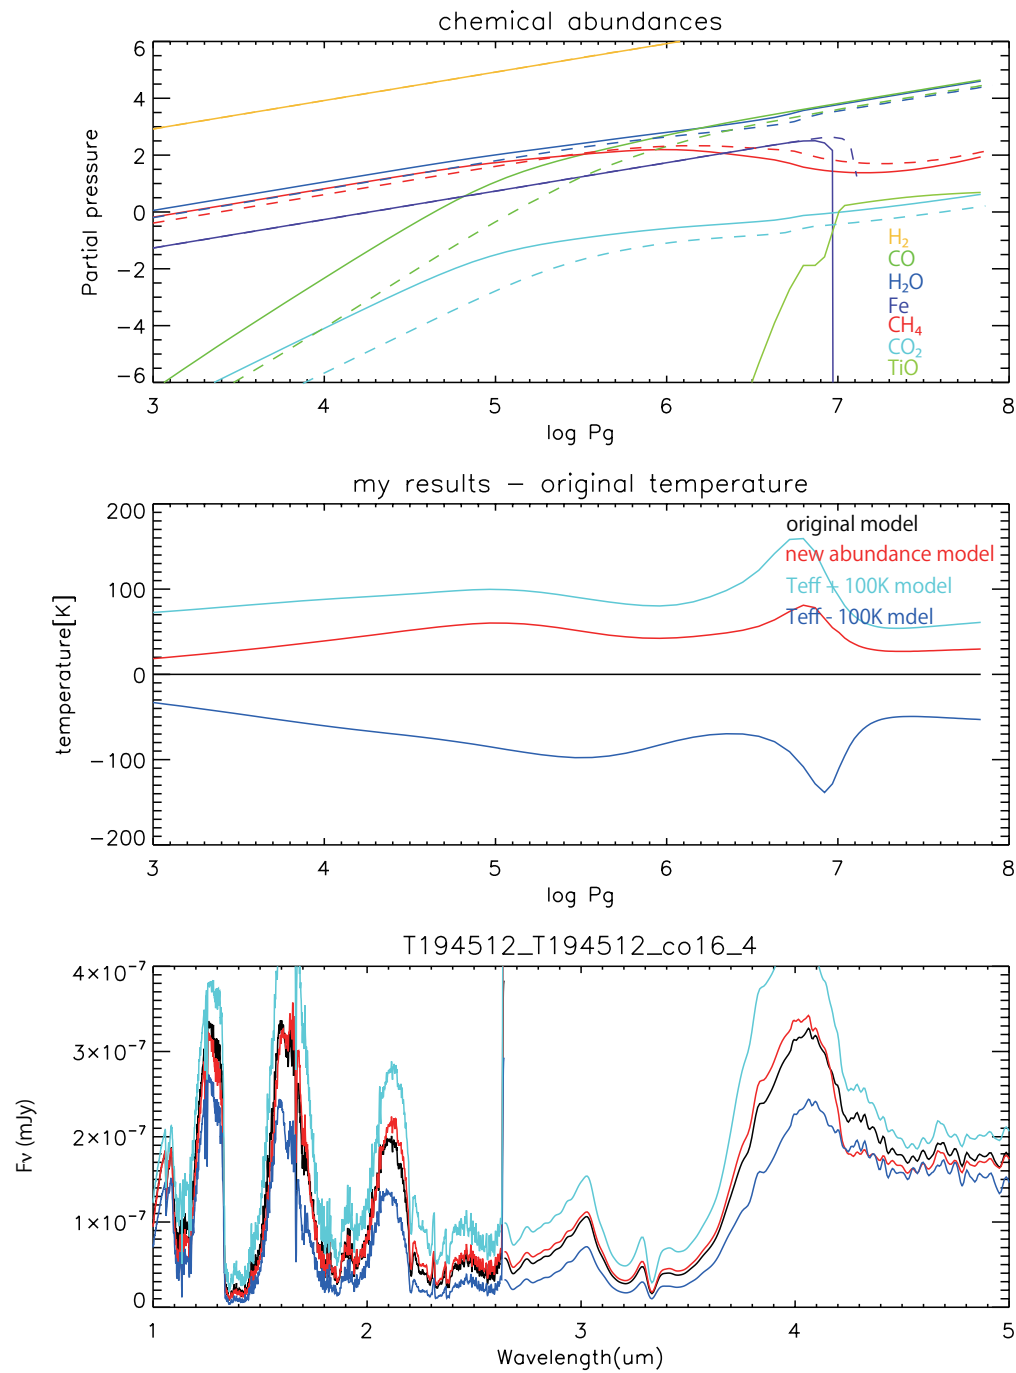 chemical abundances
6
4
2
0
−2
−4
−6
Partial pressure
H2
CO
H2O
Fe
CH4
CO2
TiO
3 4 5 6 7 8
log Pg
my results − original temperature
200
100
0
−100
−200
temperature[K]
original model
new abundance model
Teff + 100K model
Teff - 100K mdel
3 4 5 6 7 8
log Pg
T194512_T194512_co16_4
4×10⁻⁷
3×10⁻⁷
2×10⁻⁷
1×10⁻⁷
0
Fν (mJy)
1 2 3 4 5
Wavelength(um)